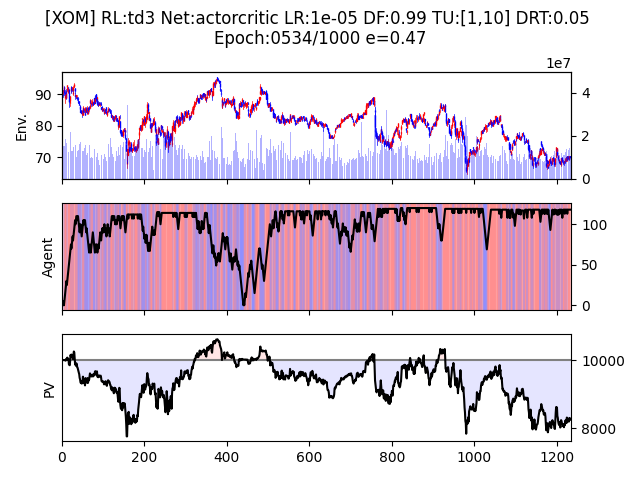 [XOM] RL:td3 Net:actorcritic LR:1e-05 DF:0.99 TU:[1,10] DRT:0.05
Epoch:0534/1000 e=0.47
1e7
Env.
90
80
70
4
2
0
Agent
100
50
0
PV
10000
8000
0 200 400 600 800 1000 1200